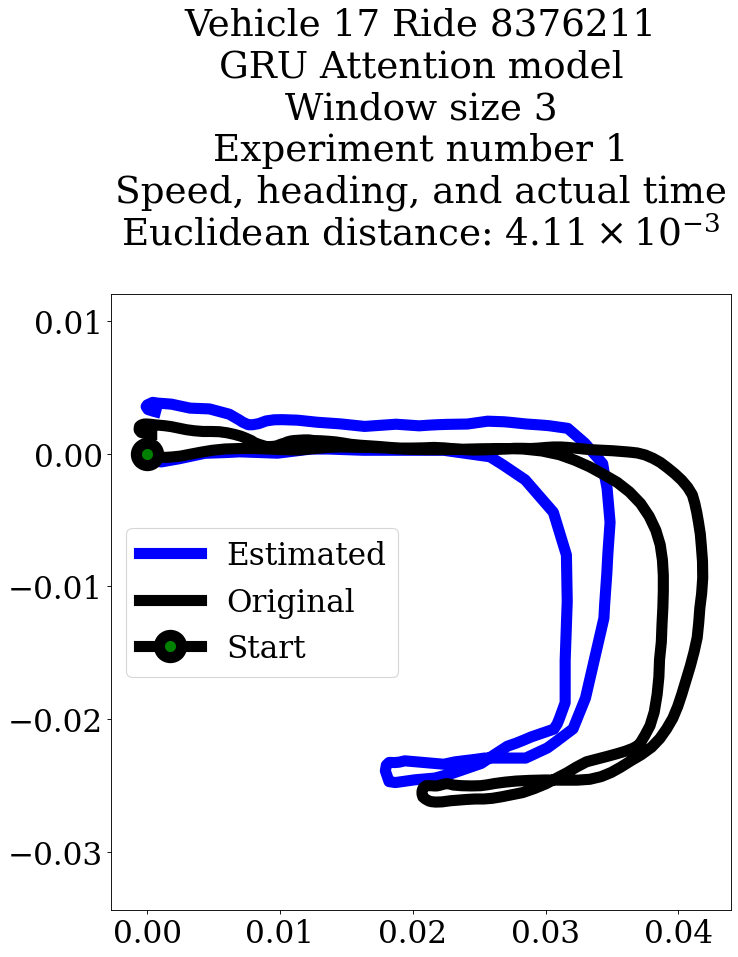 Vehicle 17 Ride 8376211
GRU Attention model
Window size 3
Experiment number 1
Speed, heading, and actual time
Euclidean distance: 4.11 × 10⁻³
0.01
0.00
−0.01
−0.02
−0.03
Estimated
Original
Start
0.00 0.01 0.02 0.03 0.04